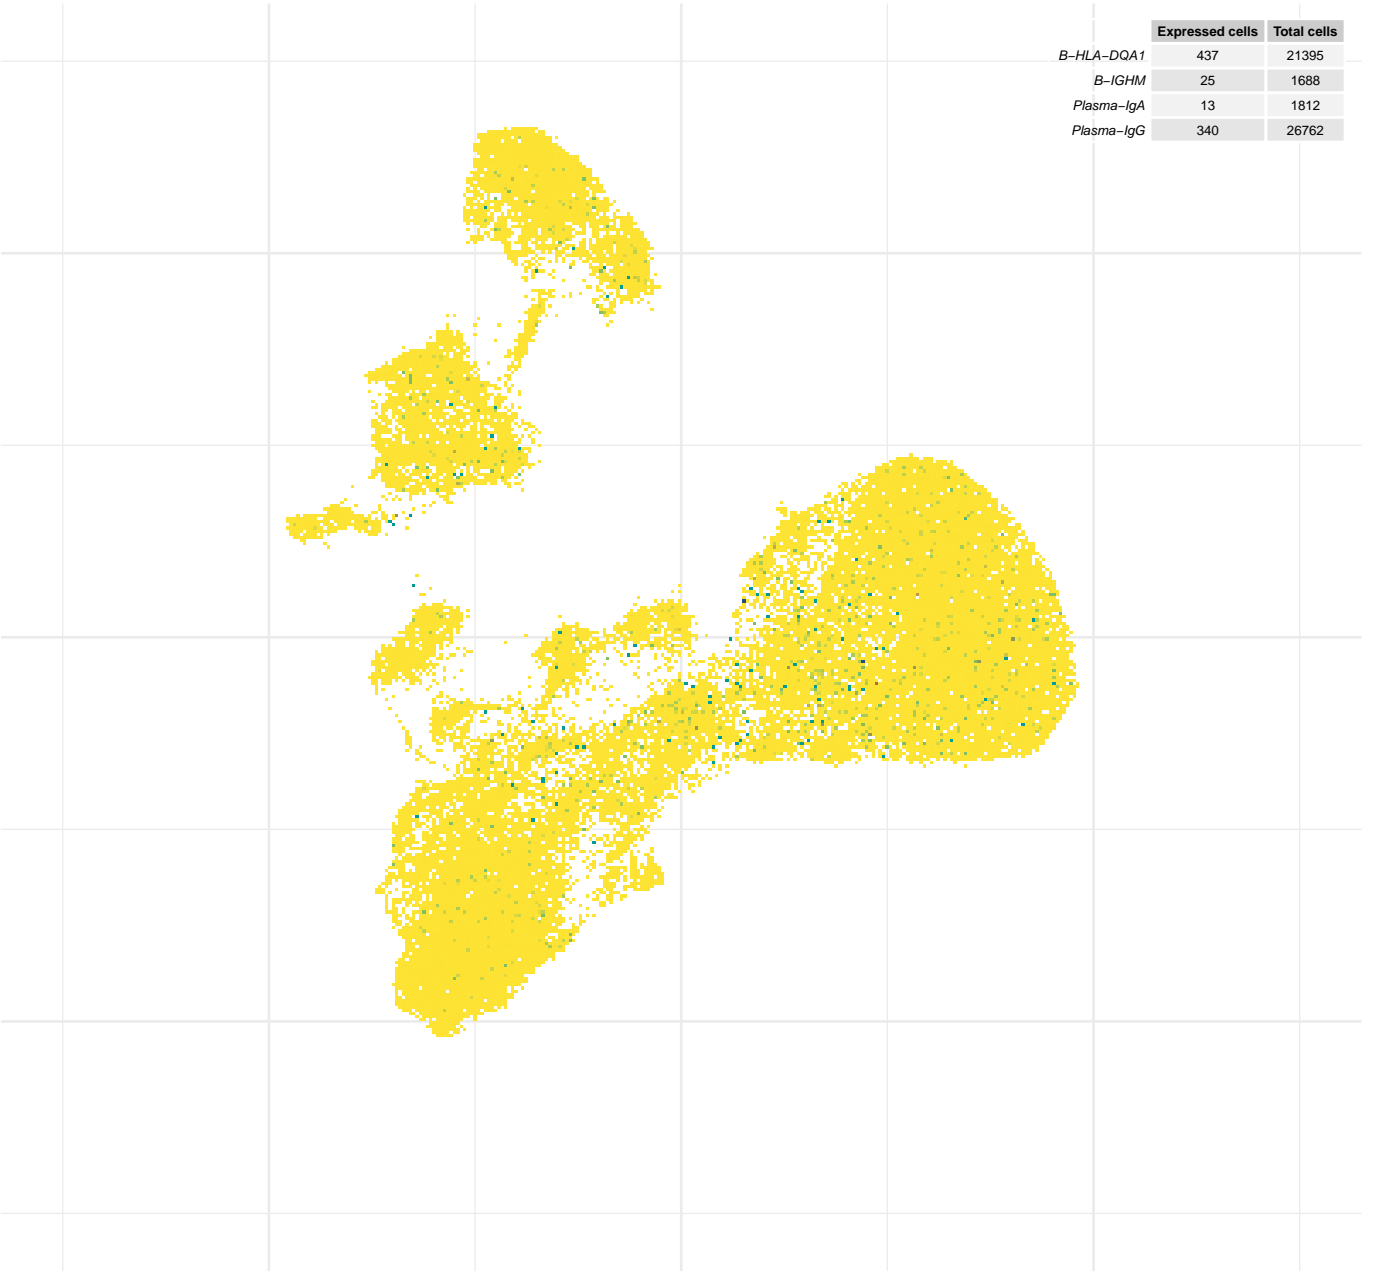 Expressed cells Total cells
B−HLA−DQA1 437 21395
B−IGHM 25 1688
Plasma−IgA 13 1812
Plasma−IgG 340 26762